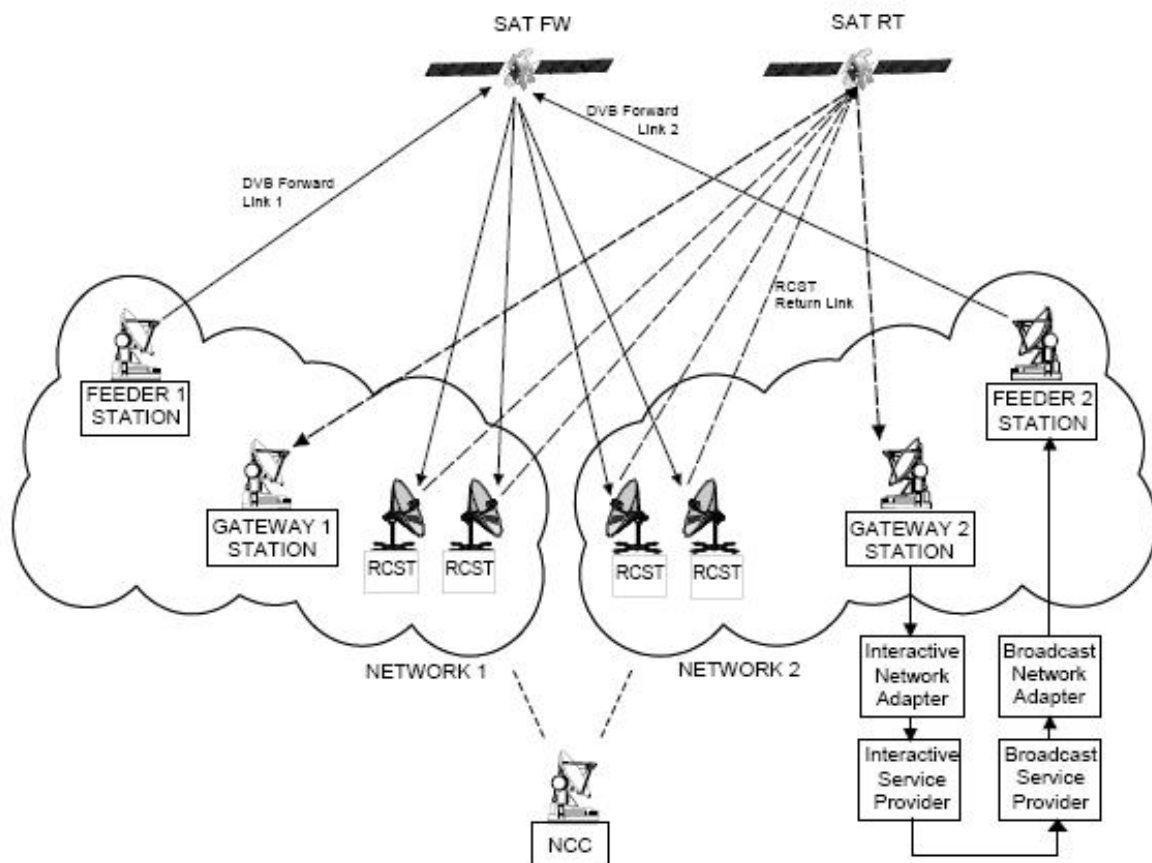 SAT FW
SAT RT
DVB Forward
Link 2
DVB Forward
Link 1
RCST
Return Link
FEEDER 1
STATION
FEEDER 2
STATION
GATEWAY 1
STATION
RCST
RCST
RCST
RCST
GATEWAY 2
STATION
NETWORK 1
NETWORK 2
Interactive
Network
Adapter
Broadcast
Network
Adapter
Interactive
Service
Provider
Broadcast
Service
Provider
NCC